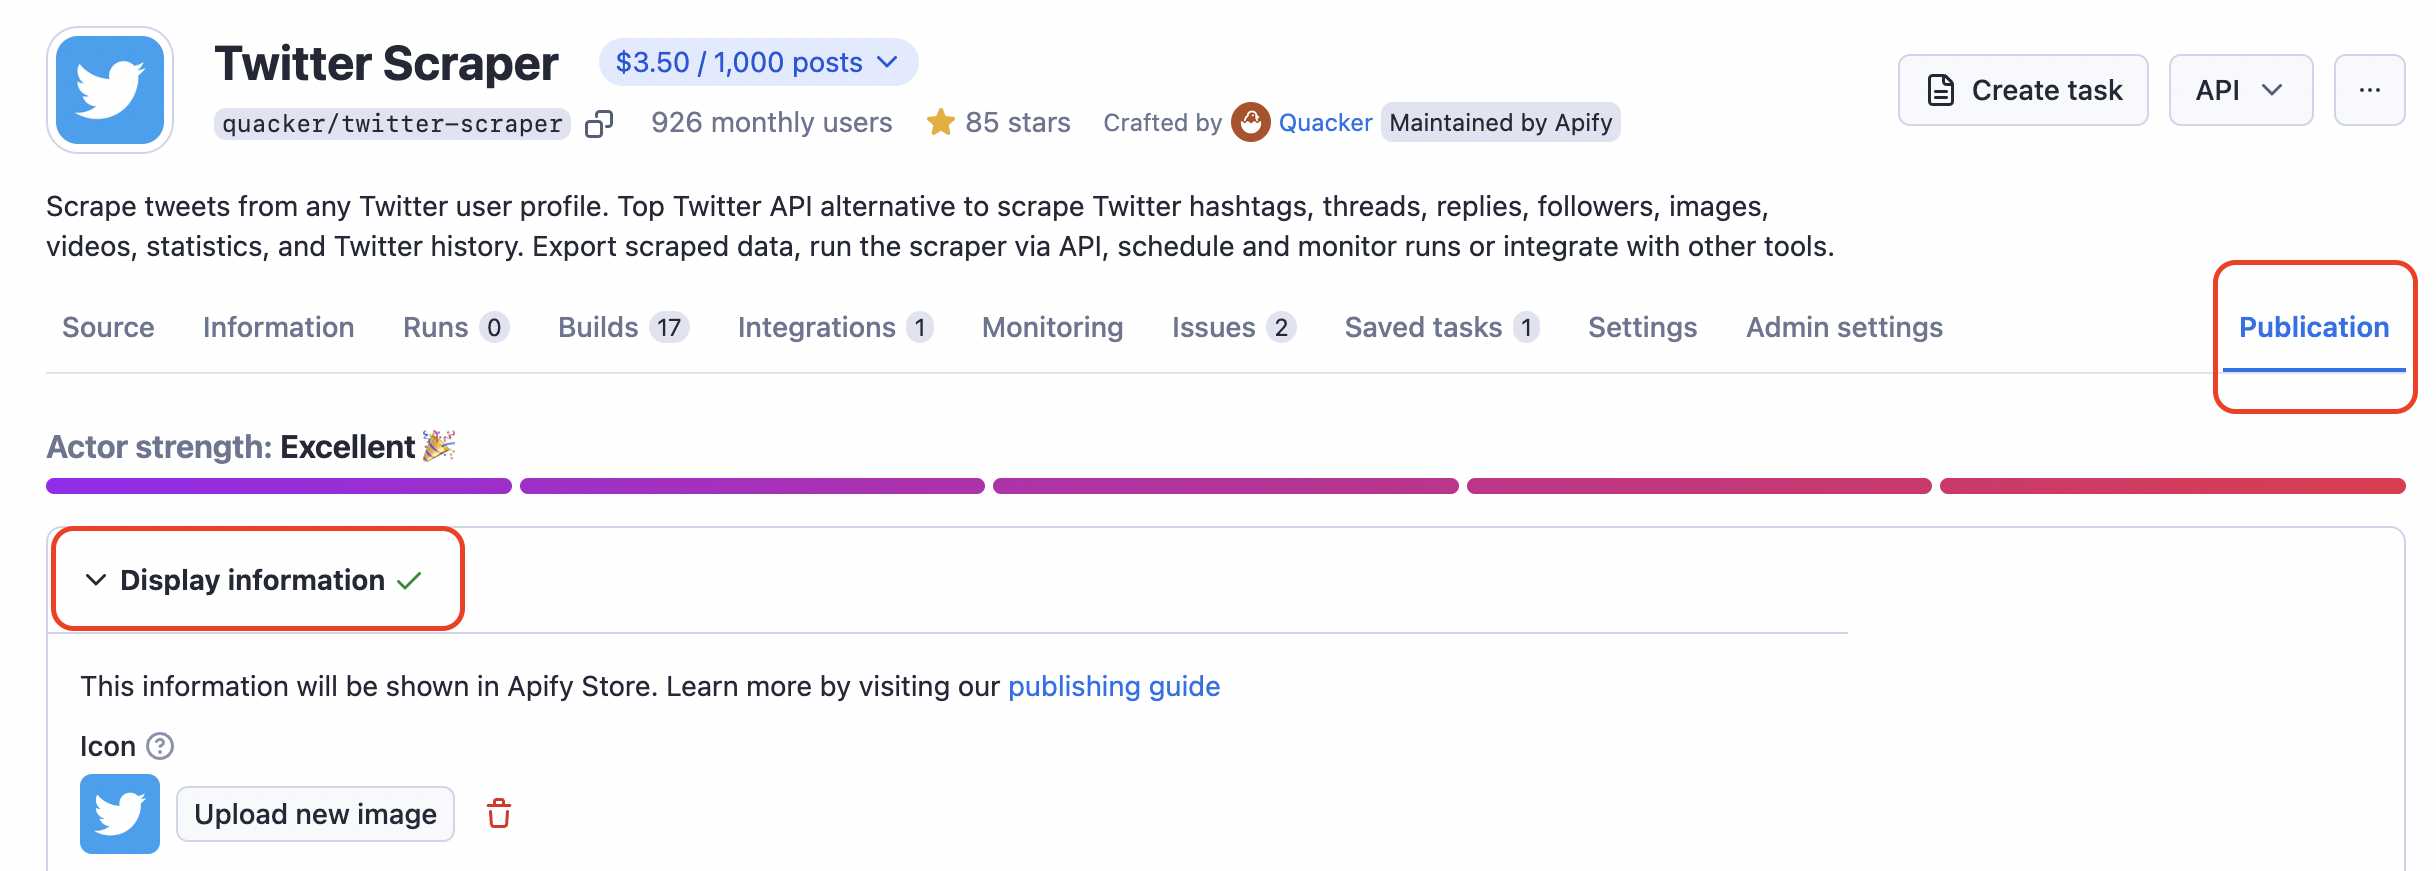 Twitter Scraper $3.50 / 1,000 posts
quacker/twitter-scraper 926 monthly users 85 stars Crafted by Quacker Maintained by Apify
Create task API ...
Scrape tweets from any Twitter user profile. Top Twitter API alternative to scrape Twitter hashtags, threads, replies, followers, images,
videos, statistics, and Twitter history. Export scraped data, run the scraper via API, schedule and monitor runs or integrate with other tools.
Source Information Runs 0 Builds 17 Integrations 1 Monitoring Issues 2 Saved tasks 1 Settings Admin settings Publication
Actor strength: Excellent 🎉
Display information
This information will be shown in Apify Store. Learn more by visiting our publishing guide
Icon ?
Upload new image